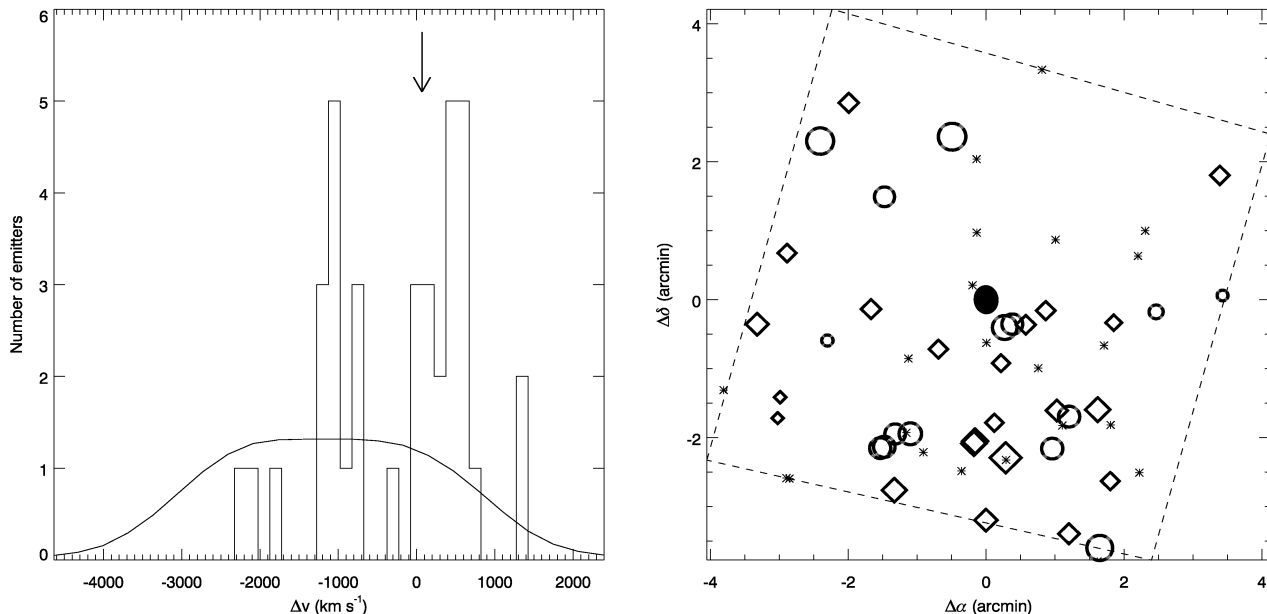 6
5
4
3
2
1
0
Number of emitters
-4000 -3000 -2000 -1000 0 1000 2000
Δv (km s⁻¹)
4
2
0
-2
Δδ (arcmin)
-4 -2 0 2 4
Δα (arcmin)